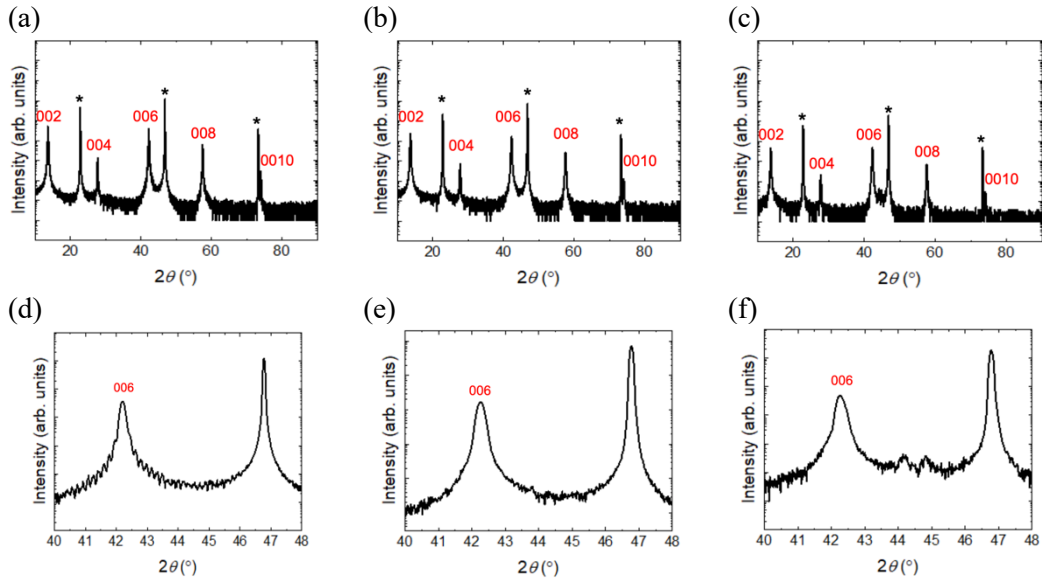 (a)
Intensity (arb. units)
002
*
004
006
*
008
*
0010
20 40 60 80
2θ (°)
(b)
Intensity (arb. units)
002
*
004
006
*
008
*
0010
20 40 60 80
2θ (°)
(c)
Intensity (arb. units)
002
*
004
006
*
008
*
0010
20 40 60 80
2θ (°)
(d)
Intensity (arb. units)
006
40 41 42 43 44 45 46 47 48
2θ (°)
(e)
Intensity (arb. units)
006
40 41 42 43 44 45 46 47 48
2θ (°)
(f)
Intensity (arb. units)
006
40 41 42 43 44 45 46 47 48
2θ (°)